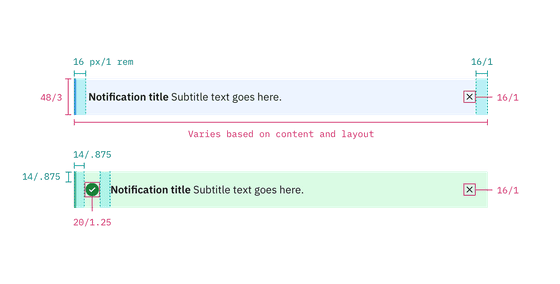 16 px/1 rem
16/1
48/3
Notification title Subtitle text goes here.
16/1
Varies based on content and layout
14/.875
14/.875
Notification title Subtitle text goes here.
16/1
20/1.25